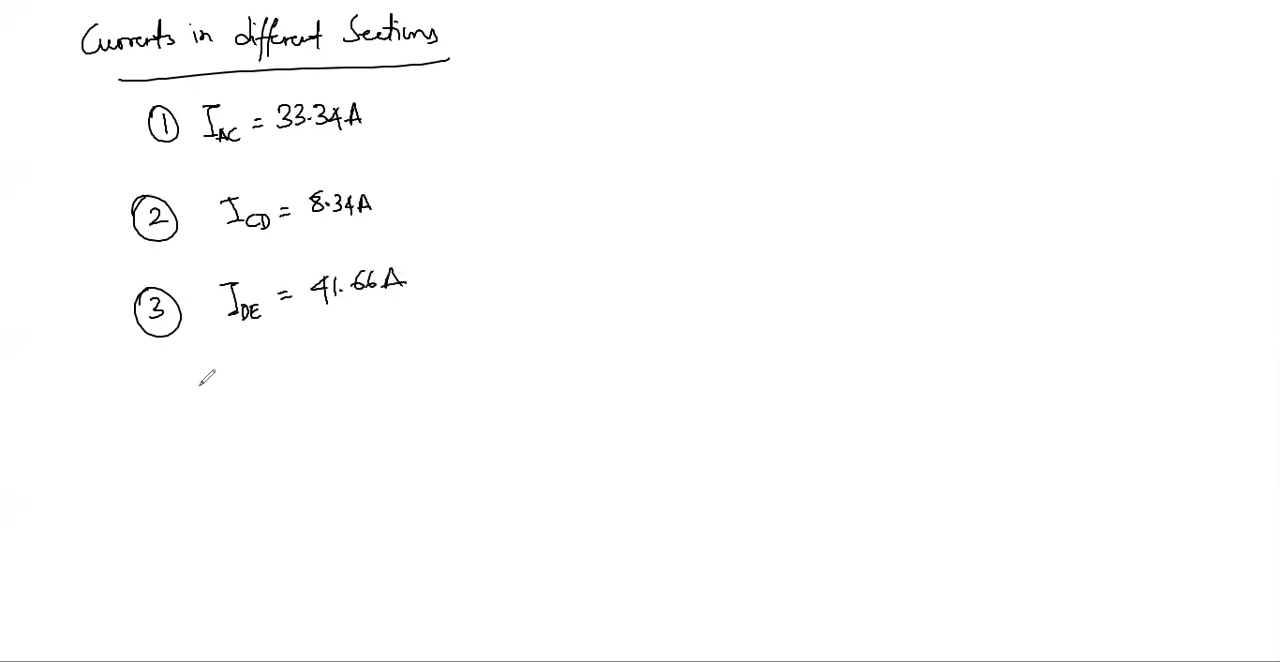 Currents in different Sections
① I_AC = 33.34A
② I_CD = 8.34A
③ I_DE = 41.66A